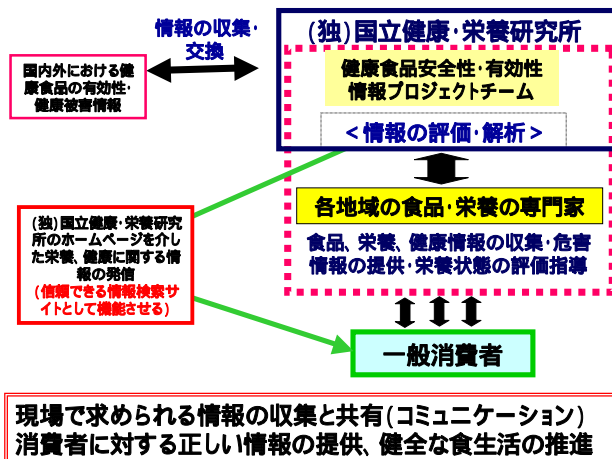 情報の収集・
交換
(独)国立健康・栄養研究所
国内外における健
康食品の有効性・
健康被害情報
健康食品安全性・有効性
情報プロジェクトチーム
<情報の評価・解析>
各地域の食品・栄養の専門家
食品、栄養、健康情報の収集・危害
情報の提供・栄養状態の評価指導
(独)国立健康・栄養研究
所のホームページを介し
た栄養、健康に関する情
報の発信
(信頼できる情報検索サ
イトとして機能させる)
一般消費者
現場で求められる情報の収集と共有(コミュニケーション)
消費者に対する正しい情報の提供、健全な食生活の推進